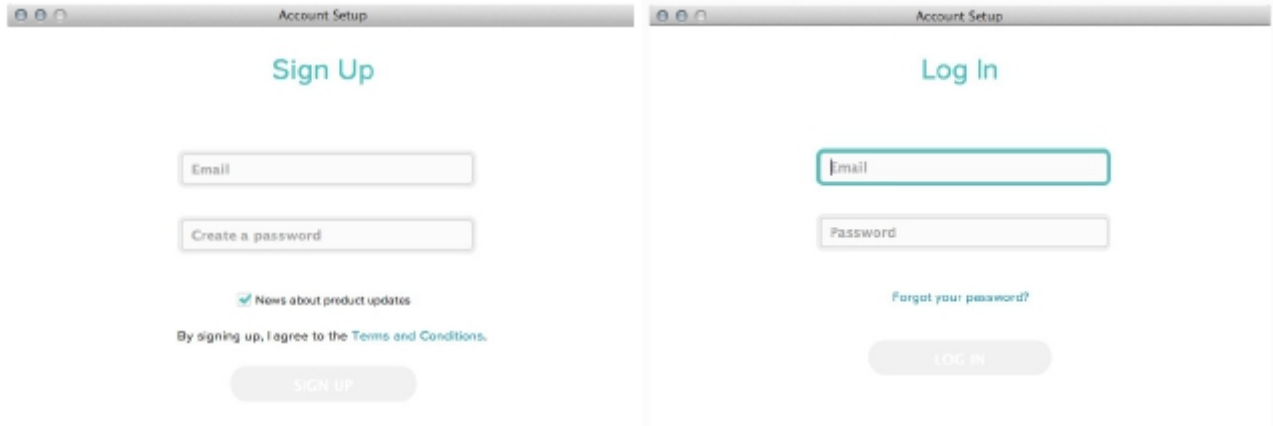 Account Setup
Sign Up
Email
Create a password
News about product updates
By signing up, I agree to the Terms and Conditions.
SIGN UP
Account Setup
Log In
Email
Password
Forgot your password?
LOG IN